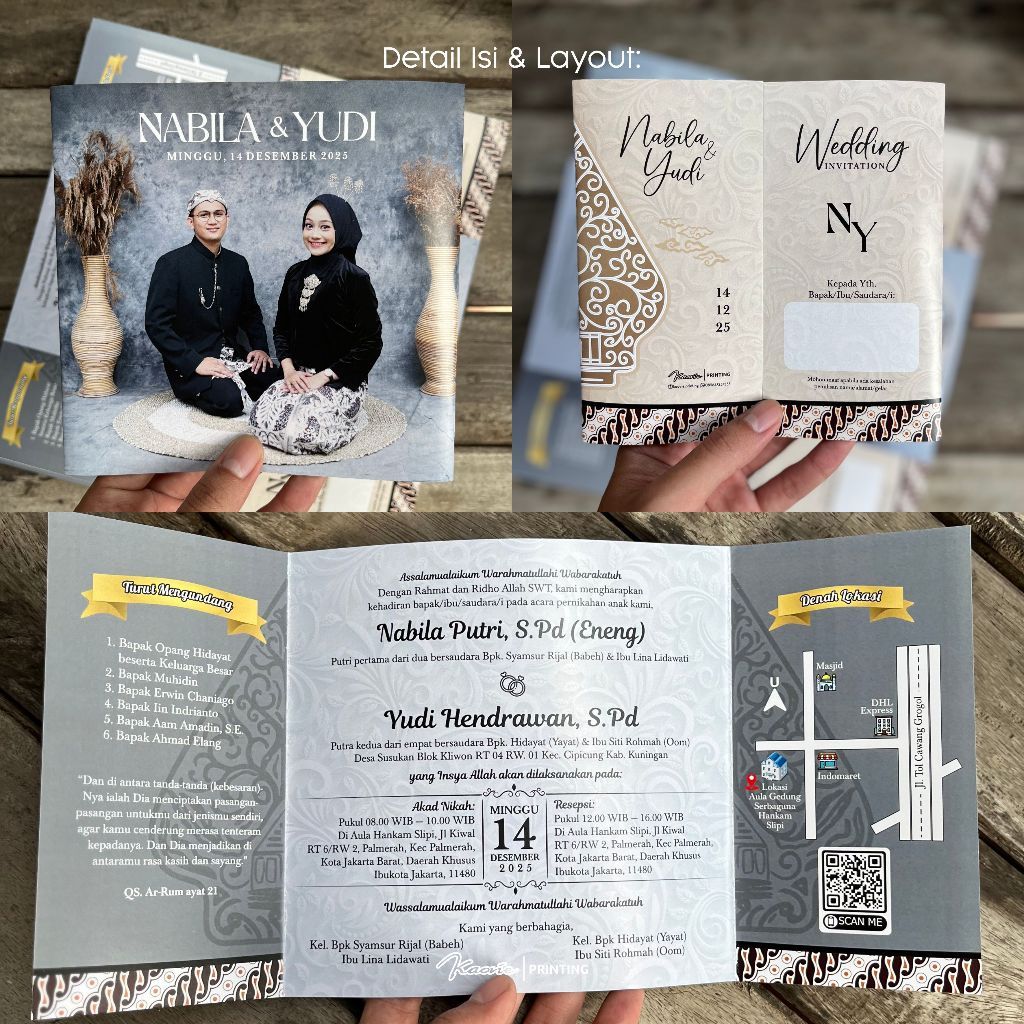 Detail Isi & Layout:
NABILA & YUDI
MINGGU, 14 DESEMBER 2025
Nabila &
Yudi
14
12
25
PRINTING
Wedding
INVITATION
NY
Kepada Yth.
Bapak/Ibu/Saudara/i:
Mohon maaf apabila ada kesalahan
penulisan nama/alamat/gelar
Turut Mengundang
1. Bapak Opang Hidayat
beserta Keluarga Besar
2. Bapak Muhidin
3. Bapak Erwin Chaniago
4. Bapak Iin Indrianto
5. Bapak Aam Amadin, S.E.
6. Bapak Ahmad Elang
“Dan di antara tanda-tanda (kebesaran)-
Nya ialah Dia menciptakan pasangan-
pasangan untukmu dari jenismu sendiri,
agar kamu cenderung merasa tenteram
kepadanya. Dan Dia menjadikan di
antaramu rasa kasih dan sayang."
QS. Ar-Rum ayat 21
Assalamualaikum Warahmatullahi Wabarakatuh
Dengan Rahmat dan Ridho Allah SWT, kami mengharapkan
kehadiran bapak/ibu/saudara/i pada acara pernikahan anak kami,
Nabila Putri, S.Pd (Eneng)
Putri pertama dari dua bersaudara Bpk. Syamsur Rijal (Babeh) & Ibu Lina Lidawati
Yudi Hendrawan, S.Pd
Putra kedua dari empat bersaudara Bpk. Hidayat (Yayat) & Ibu Siti Rohmah (Oom)
Desa Susukan Blok Kliwon RT 04 RW. 01 Kec. Cipicung Kab. Kuningan
yang Insya Allah akan dilaksanakan pada:
Akad Nikah:
Pukul 08.00 WIB – 10.00 WIB
Di Aula Hankam Slipi, Jl Kiwal
RT 6/RW 2, Palmerah, Kec Palmerah,
Kota Jakarta Barat, Daerah Khusus
Ibukota Jakarta, 11480
MINGGU
14
DESEMBER
2025
Resepsi:
Pukul 12.00 WIB – 16.00 WIB
Di Aula Hankam Slipi, Jl Kiwal
RT 6/RW 2, Palmerah, Kec Palmerah,
Kota Jakarta Barat, Daerah Khusus
Ibukota Jakarta, 11480
Wassalamualaikum Warahmatullahi Wabarakatuh
Kami yang berbahagia,
Kel. Bpk Syamsur Rijal (Babeh)
Ibu Lina Lidawati
Kel. Bpk Hidayat (Yayat)
Ibu Siti Rohmah (Oom)
PRINTING
Denah Lokasi
U
Masjid
DHL
Express
Jl. Tol Cawang Grogol
Indomaret
Lokasi
Aula Gedung
Serbaguna
Hankam
Slipi
SCAN ME